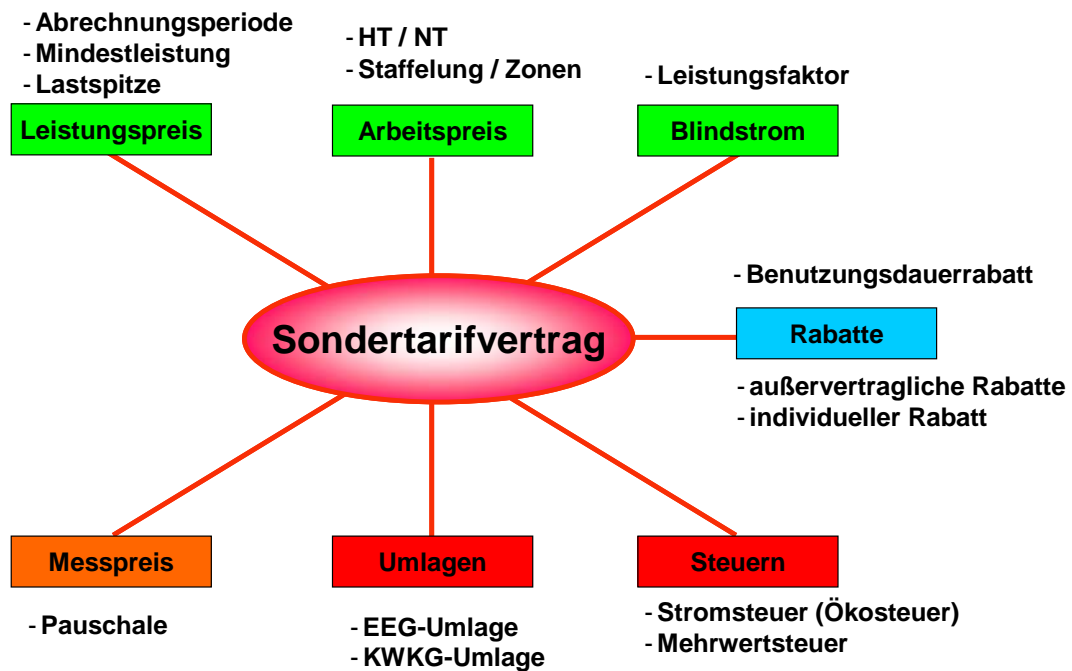 - Abrechnungsperiode
- Mindestleistung
- Lastspitze
Leistungspreis
- HT / NT
- Staffelung / Zonen
Arbeitspreis
- Leistungsfaktor
Blindstrom
Sondertarifvertrag
- Benutzungsdauerrabatt
Rabatte
- außervertragliche Rabatte
- individueller Rabatt
Messpreis
- Pauschale
Umlagen
- EEG-Umlage
- KWKG-Umlage
Steuern
- Stromsteuer (Ökosteuer)
- Mehrwertsteuer